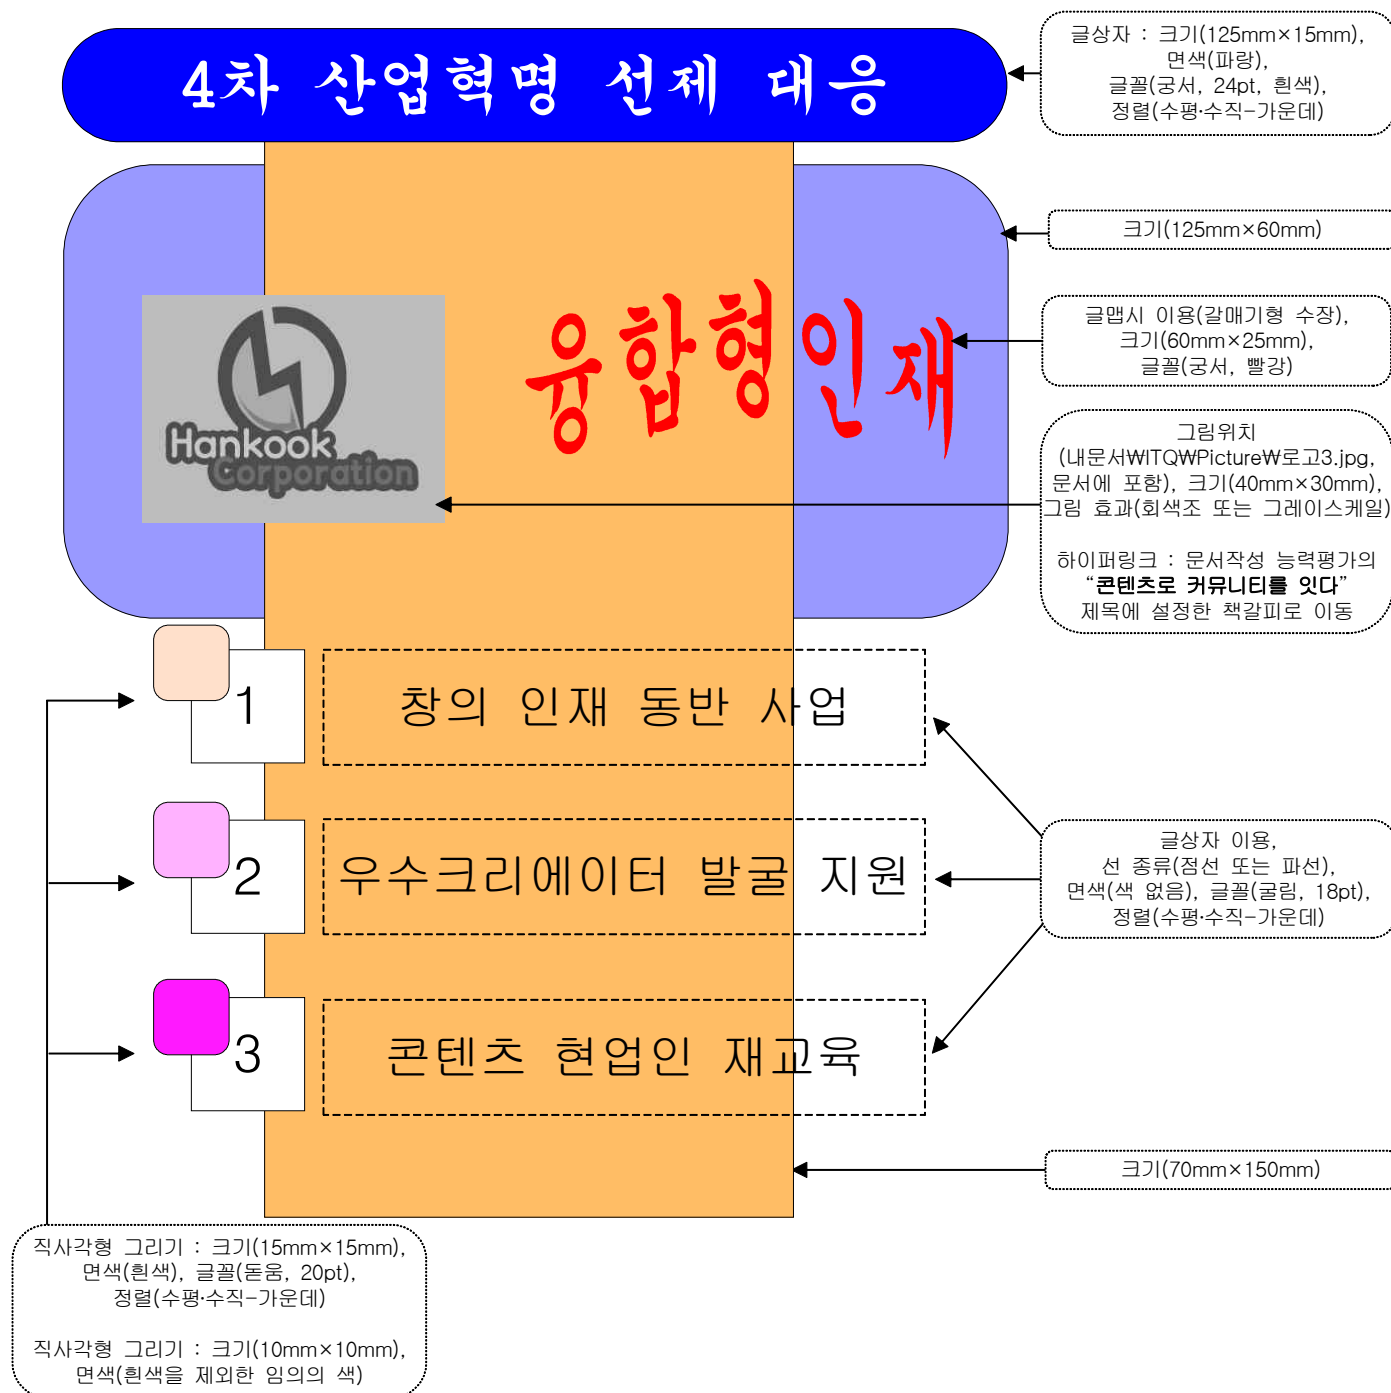 4차 산업혁명 선제 대응
글상자 : 크기(125mm×15mm),
면색(파랑),
글꼴(궁서, 24pt, 흰색),
정렬(수평·수직-가운데)
크기(125mm×60mm)
융합형인재
글맵시 이용(갈매기형 수장),
크기(60mm×25mm),
글꼴(궁서, 빨강)
Hankook
Corporation
그림위치
(내문서₩ITQ₩Picture₩로고3.jpg,
문서에 포함), 크기(40mm×30mm),
그림 효과(회색조 또는 그레이스케일)
하이퍼링크 : 문서작성 능력평가의
“콘텐츠로 커뮤니티를 잇다”
제목에 설정한 책갈피로 이동
1
창의 인재 동반 사업
2
우수크리에이터 발굴 지원
글상자 이용,
선 종류(점선 또는 파선),
면색(색 없음), 글꼴(굴림, 18pt),
정렬(수평·수직-가운데)
3
콘텐츠 현업인 재교육
크기(70mm×150mm)
직사각형 그리기 : 크기(15mm×15mm),
면색(흰색), 글꼴(돋움, 20pt),
정렬(수평·수직-가운데)
직사각형 그리기 : 크기(10mm×10mm),
면색(흰색을 제외한 임의의 색)